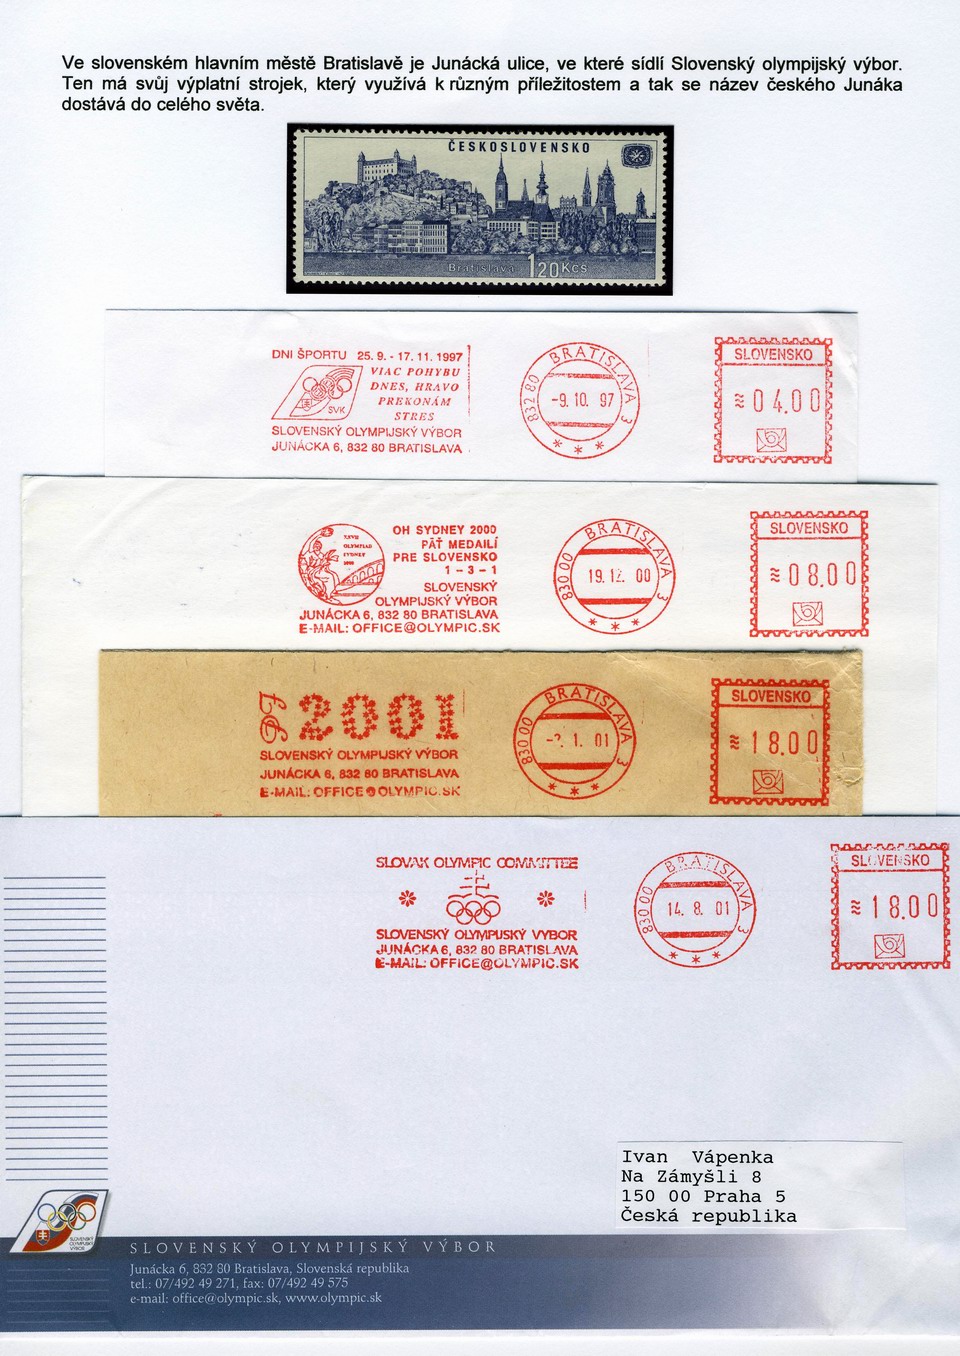 Ve slovenském hlavním městě Bratislavě je Junácká ulice, ve které sídlí Slovenský olympijský výbor.
Ten má svůj výplatní strojek, který využívá k různým příležitostem a tak se název českého Junáka
dostává do celého světa.
ČESKOSLOVENSKO
Bratislava 120 Kčs
DNI ŠPORTU 25. 9. - 17. 11. 1997
VIAC POHYBU
DNES, HRAVO
PREKONÁM
STRES
SVK
SLOVENSKÝ OLYMPIJSKÝ VÝBOR
JUNÁCKA 6, 832 80 BRATISLAVA
BRATISLAVA 3
832 80
-9. 10. 97
SLOVENSKO
≈04.00
XXVII
OLYMPIAD
SYDNEY
2000
OH SYDNEY 2000
PÄŤ MEDAILÍ
PRE SLOVENSKO
1 - 3 - 1
SLOVENSKÝ
OLYMPIJSKÝ VÝBOR
JUNÁCKA 6, 832 80 BRATISLAVA
E-MAIL: OFFICE@OLYMPIC.SK
BRATISLAVA 3
830 00
19. 12. 00
SLOVENSKO
≈08.00
PF 2001
SLOVENSKÝ OLYMPIJSKÝ VÝBOR
JUNÁCKA 6, 832 80 BRATISLAVA
E-MAIL: OFFICE@OLYMPIC.SK
BRATISLAVA 3
830 00
1. 01
SLOVENSKO
≈18.00
SLOVAK OLYMPIC COMMITTEE
SLOVENSKÝ OLYMPIJSKÝ VÝBOR
JUNÁCKA 6, 832 80 BRATISLAVA
E-MAIL: OFFICE@OLYMPIC.SK
BRATISLAVA 3
830 00
14. 8. 01
SLOVENSKO
≈18.00
Ivan Vápenka
Na Zámyšli 8
150 00 Praha 5
Česká republika
SLOVENSKÝ
OLYMPIJSKÝ
VÝBOR
SLOVENSKÝ OLYMPIJSKÝ VÝBOR
Junácka 6, 832 80 Bratislava, Slovenská republika
tel.: 07/492 49 271, fax: 07/492 49 575
e-mail: office@olympic.sk, www.olympic.sk